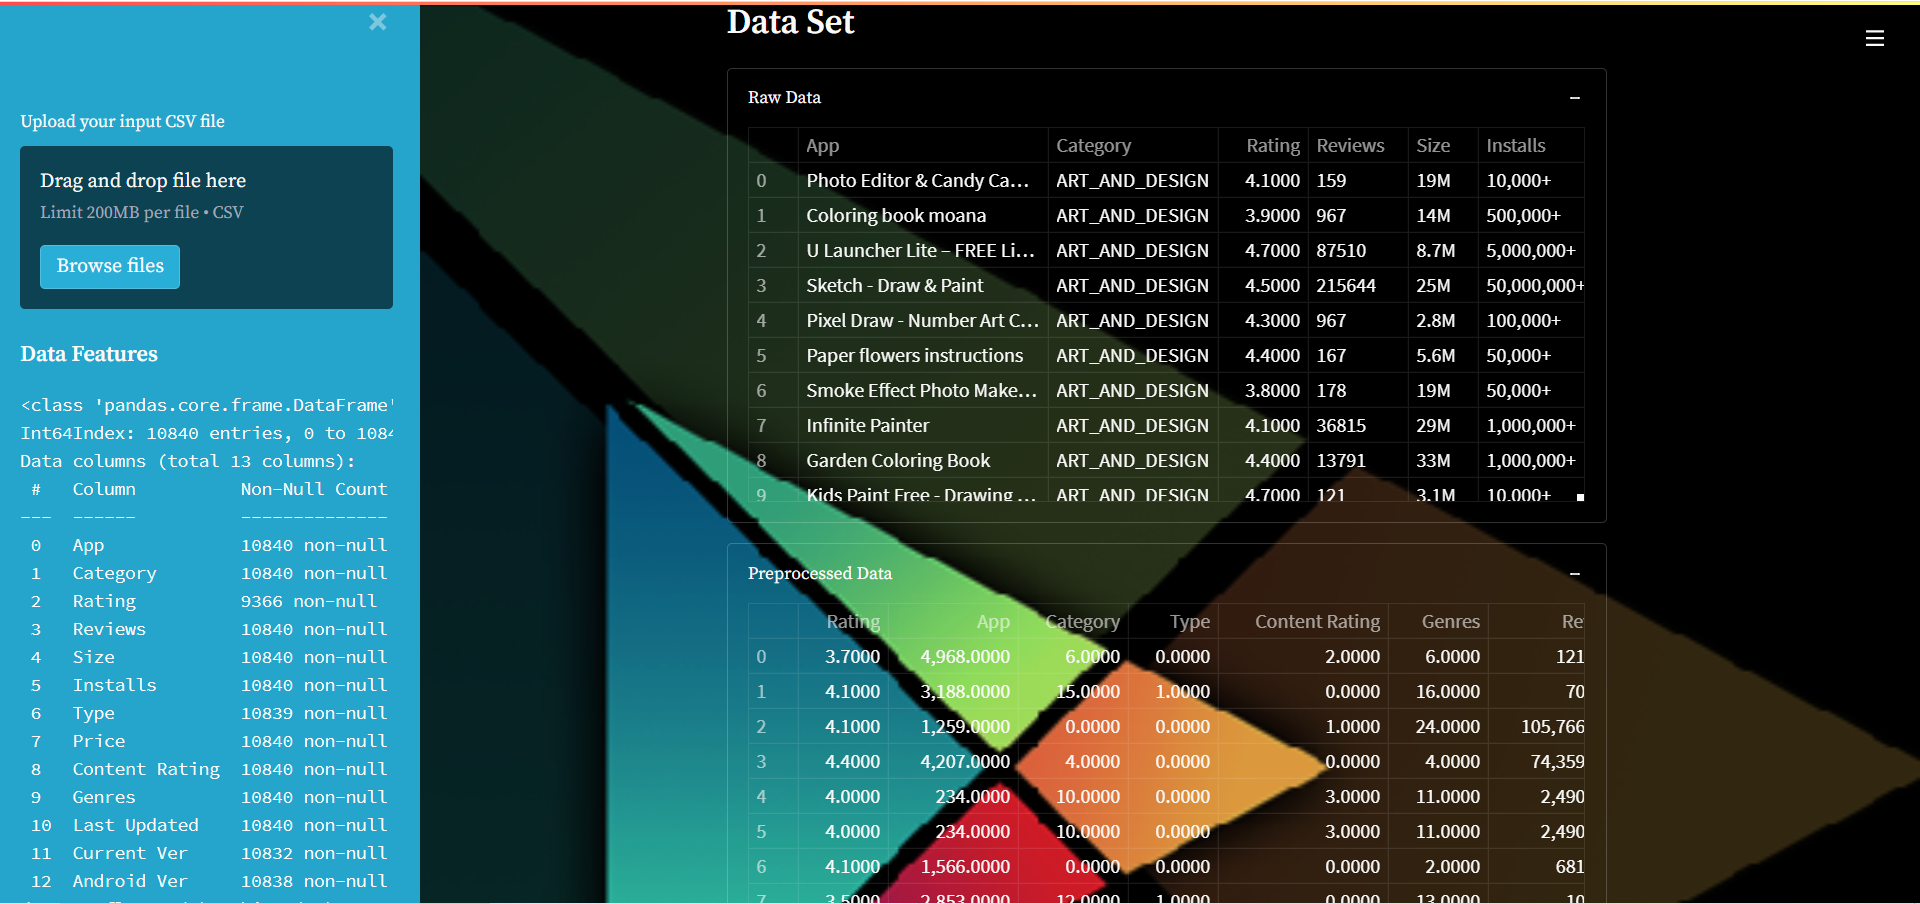 ×
Upload your input CSV file
Drag and drop file here
Limit 200MB per file • CSV
Browse files
Data Features
<class 'pandas.core.frame.DataFrame'
Int64Index: 10840 entries, 0 to 1084
Data columns (total 13 columns):
# Column Non-Null Count
--- ------ --------------
0 App 10840 non-null
1 Category 10840 non-null
2 Rating 9366 non-null
3 Reviews 10840 non-null
4 Size 10840 non-null
5 Installs 10840 non-null
6 Type 10839 non-null
7 Price 10840 non-null
8 Content Rating 10840 non-null
9 Genres 10840 non-null
10 Last Updated 10840 non-null
11 Current Ver 10832 non-null
12 Android Ver 10838 non-null
Data Set
Raw Data −
App Category Rating Reviews Size Installs
0 Photo Editor & Candy Ca... ART_AND_DESIGN 4.1000 159 19M 10,000+
1 Coloring book moana ART_AND_DESIGN 3.9000 967 14M 500,000+
2 U Launcher Lite – FREE Li... ART_AND_DESIGN 4.7000 87510 8.7M 5,000,000+
3 Sketch - Draw & Paint ART_AND_DESIGN 4.5000 215644 25M 50,000,000+
4 Pixel Draw - Number Art C... ART_AND_DESIGN 4.3000 967 2.8M 100,000+
5 Paper flowers instructions ART_AND_DESIGN 4.4000 167 5.6M 50,000+
6 Smoke Effect Photo Make... ART_AND_DESIGN 3.8000 178 19M 50,000+
7 Infinite Painter ART_AND_DESIGN 4.1000 36815 29M 1,000,000+
8 Garden Coloring Book ART_AND_DESIGN 4.4000 13791 33M 1,000,000+
9 Kids Paint Free - Drawing ... ART_AND_DESIGN 4.7000 121 3.1M 10,000+
Preprocessed Data −
Rating App Category Type Content Rating Genres Re
0 3.7000 4,968.0000 6.0000 0.0000 2.0000 6.0000 121
1 4.1000 3,188.0000 15.0000 1.0000 0.0000 16.0000 70
2 4.1000 1,259.0000 0.0000 0.0000 1.0000 24.0000 105,766
3 4.4000 4,207.0000 4.0000 0.0000 0.0000 4.0000 74,359
4 4.0000 234.0000 10.0000 0.0000 3.0000 11.0000 2,490
5 4.0000 234.0000 10.0000 0.0000 3.0000 11.0000 2,490
6 4.1000 1,566.0000 0.0000 0.0000 0.0000 2.0000 681
7 3.5000 2,853.0000 12.0000 1.0000 0.0000 13.0000 10